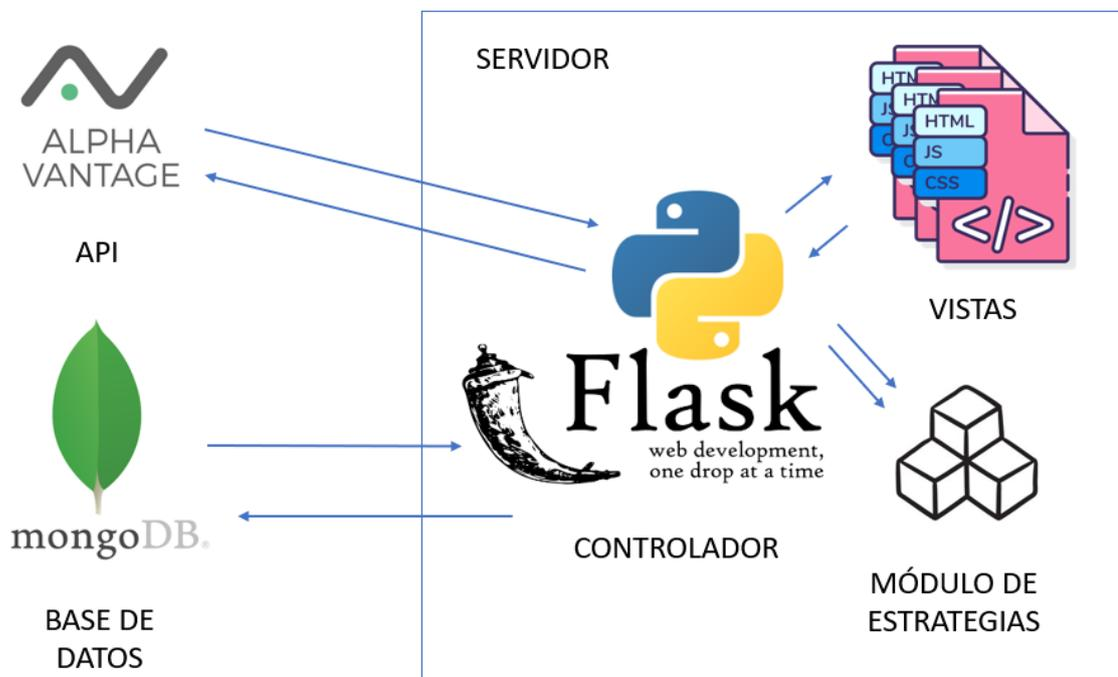 SERVIDOR
ALPHA
VANTAGE
API
HTML
JS
CSS
</>
VISTAS
Flask
web development,
one drop at a time
CONTROLADOR
mongoDB®
BASE DE
DATOS
MÓDULO DE
ESTRATEGIAS